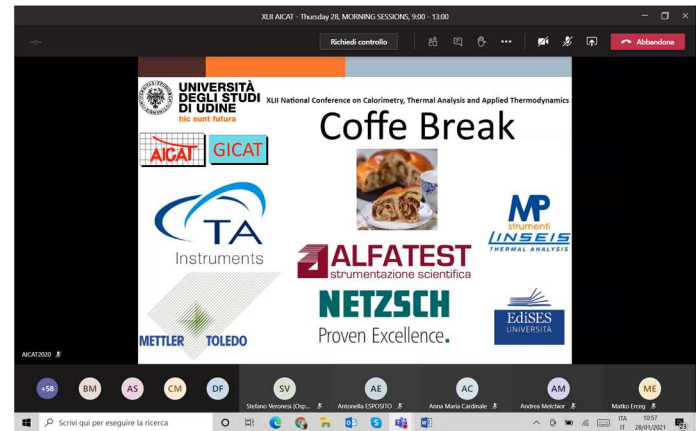 XLII AICAT - Thursday 28, MORNING SESSIONS, 9:00 - 13:00
--:--
Richiedi controllo
Abbandona
UNIVERSITÀ
DEGLI STUDI
DI UDINE
hic sunt futura
XLII National Conference on Calorimetry, Thermal Analysis and Applied Thermodynamics
Coffe Break
AICAT
GICAT
TA
Instruments
MP
strumenti
LINSEIS
THERMAL ANALYSIS
ALFATEST
strumentazione scientifica
NETZSCH
Proven Excellence.
METTLER TOLEDO
EdiSES
UNIVERSITÀ
AICAT2020
+58
BM
AS
CM
DF
SV
AE
AC
AM
ME
Stefano Veronesi (Osp...
Antonella ESPOSITO
Anna Maria Cardinale
Andrea Melchior
Matko Erceg
Scrivi qui per eseguire la ricerca
ITA
IT
10:57
28/01/2021
23